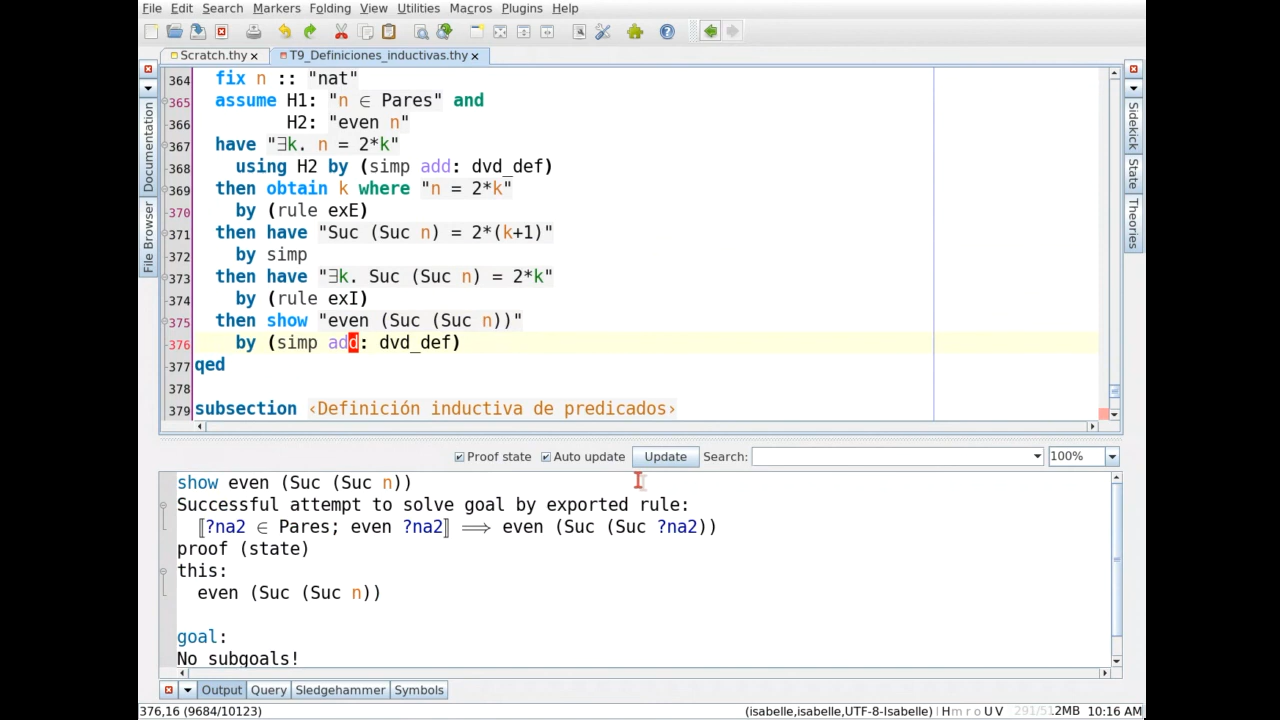 File Edit Search Markers Folding View Utilities Macros Plugins Help
Scratch.thy T9_Definiciones_inductivas.thy
364 fix n :: "nat"
365 assume H1: "n ∈ Pares" and
366 H2: "even n"
367 have "∃k. n = 2*k"
368 using H2 by (simp add: dvd_def)
369 then obtain k where "n = 2*k"
370 by (rule exE)
371 then have "Suc (Suc n) = 2*(k+1)"
372 by simp
373 then have "∃k. Suc (Suc n) = 2*k"
374 by (rule exI)
375 then show "even (Suc (Suc n))"
376 by (simp add: dvd_def)
377 qed
378
379 subsection ‹Definición inductiva de predicados›
Documentation
File Browser
Sidekick
State
Theories
Proof state Auto update Update Search: 100%
show even (Suc (Suc n))
Successful attempt to solve goal by exported rule:
⟦?na2 ∈ Pares; even ?na2⟧ ⟹ even (Suc (Suc ?na2))
proof (state)
this:
even (Suc (Suc n))
goal:
No subgoals!
Output Query Sledgehammer Symbols
376,16 (9684/10123) (isabelle,isabelle,UTF-8-Isabelle) H m r o U V 10:16 AM